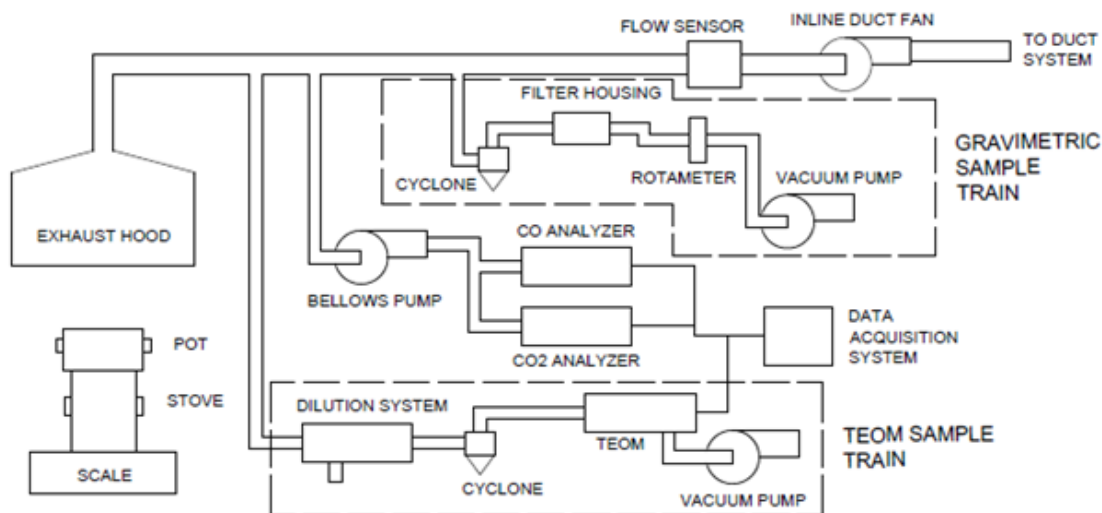 FLOW SENSOR
INLINE DUCT FAN
TO DUCT
SYSTEM
FILTER HOUSING
GRAVIMETRIC
SAMPLE
TRAIN
CYCLONE
ROTAMETER
VACUUM PUMP
EXHAUST HOOD
CO ANALYZER
BELLOWS PUMP
DATA
ACQUISITION
SYSTEM
CO2 ANALYZER
POT
STOVE
SCALE
DILUTION SYSTEM
TEOM
TEOM SAMPLE
TRAIN
CYCLONE
VACUUM PUMP